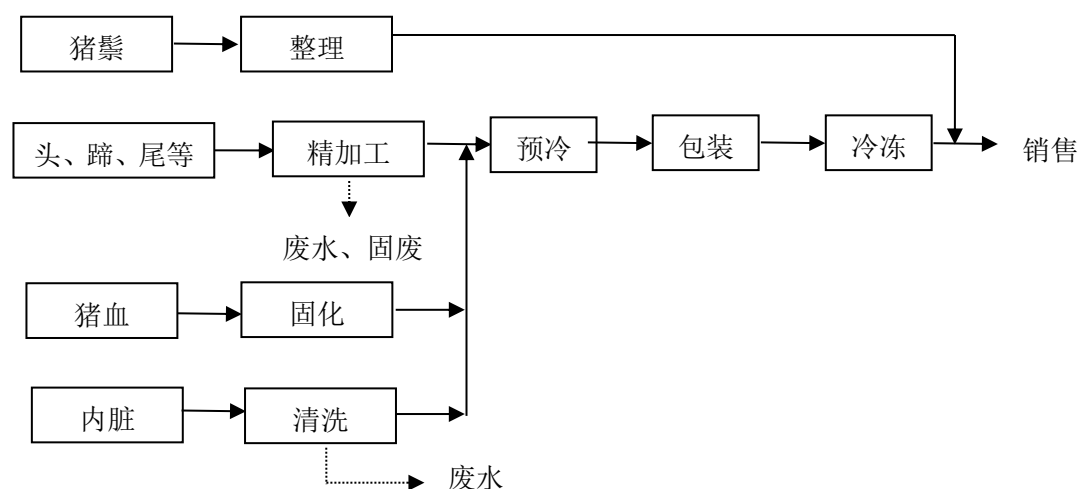 猪鬃 整理
头、蹄、尾等 精加工 预冷 包装 冷冻 销售
废水、固废
猪血 固化
内脏 清洗
废水